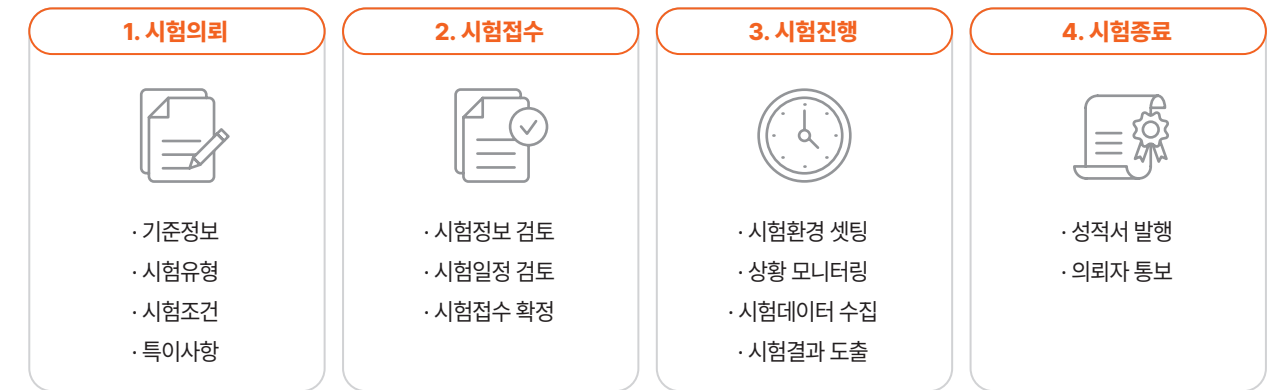 1. 시험의뢰
· 기준정보
· 시험유형
· 시험조건
· 특이사항
2. 시험접수
· 시험정보 검토
· 시험일정 검토
· 시험접수 확정
3. 시험진행
· 시험환경 셋팅
· 상황 모니터링
· 시험데이터 수집
· 시험결과 도출
4. 시험종료
· 성적서 발행
· 의뢰자 통보